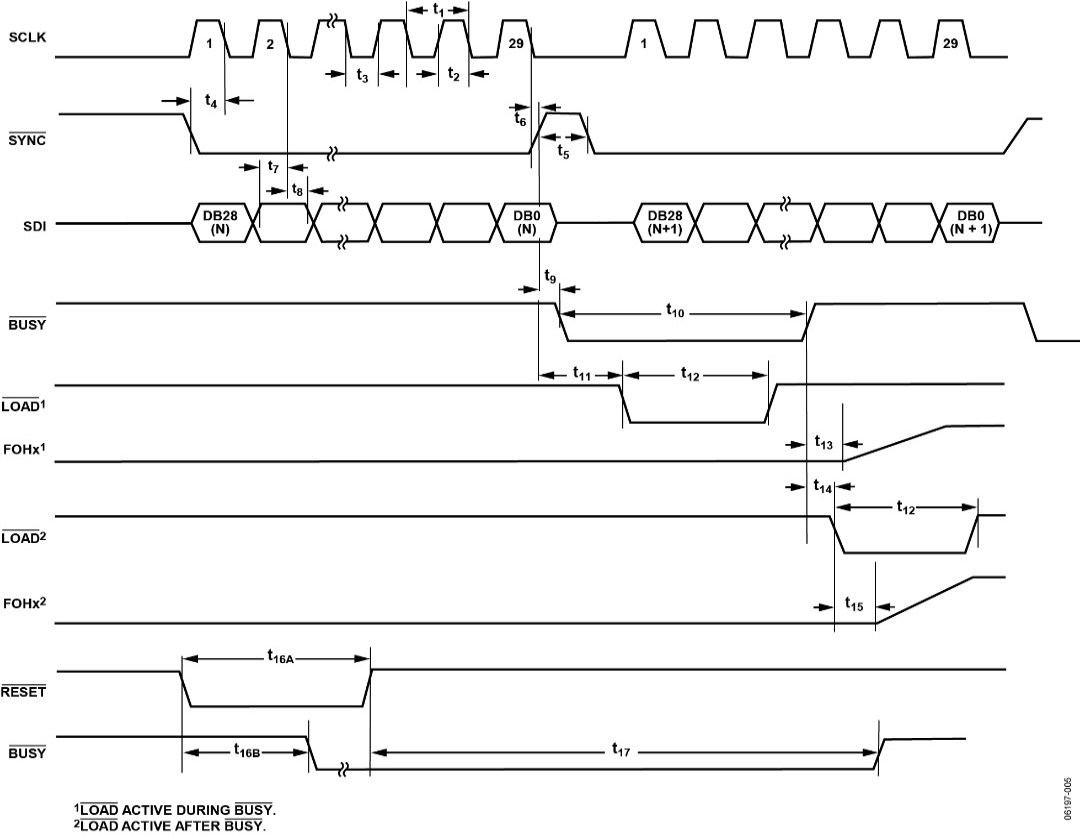 t1
SCLK 1 2 29 1 29
t3 t2
t4
t6
SYNC
t5
t7
t8
SDI DB28 (N) DB0 (N) DB28 (N+1) DB0 (N + 1)
t9
BUSY t10
t11 t12
LOAD1
FOHx1 t13
t14
t12
LOAD2
FOHx2 t15
t16A
RESET
BUSY t16B t17
1LOAD ACTIVE DURING BUSY.
2LOAD ACTIVE AFTER BUSY.
06197-005